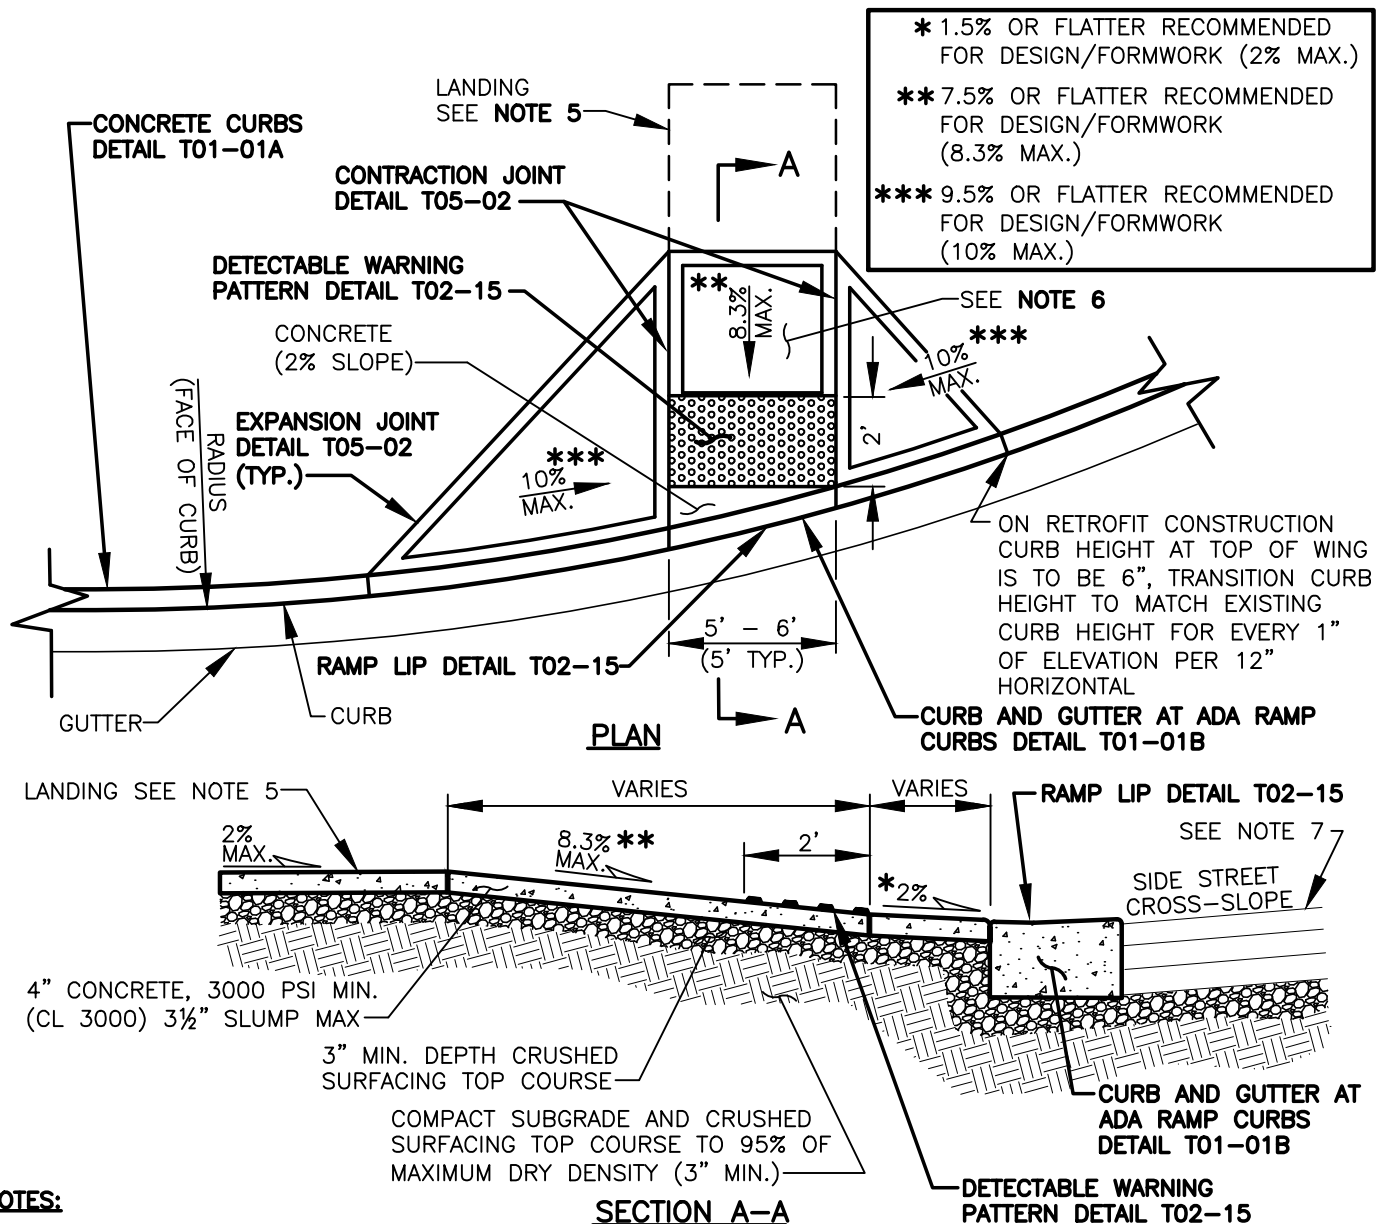 * 1.5% OR FLATTER RECOMMENDED
FOR DESIGN/FORMWORK (2% MAX.)
** 7.5% OR FLATTER RECOMMENDED
FOR DESIGN/FORMWORK
(8.3% MAX.)
*** 9.5% OR FLATTER RECOMMENDED
FOR DESIGN/FORMWORK
(10% MAX.)
LANDING
SEE NOTE 5
CONCRETE CURBS
DETAIL T01-01A
A
CONTRACTION JOINT
DETAIL T05-02
DETECTABLE WARNING
PATTERN DETAIL T02-15
**
8.3%
MAX.
SEE NOTE 6
CONCRETE
(2% SLOPE)
***
10%
MAX.
RADIUS
(FACE OF CURB)
EXPANSION JOINT
DETAIL T05-02
(TYP.)
***
10%
MAX.
2'
ON RETROFIT CONSTRUCTION
CURB HEIGHT AT TOP OF WING
IS TO BE 6", TRANSITION CURB
HEIGHT TO MATCH EXISTING
CURB HEIGHT FOR EVERY 1"
OF ELEVATION PER 12"
HORIZONTAL
5' - 6'
(5' TYP.)
RAMP LIP DETAIL T02-15
GUTTER
CURB
A
CURB AND GUTTER AT ADA RAMP
CURBS DETAIL T01-01B
PLAN
LANDING SEE NOTE 5
VARIES
VARIES
RAMP LIP DETAIL T02-15
SEE NOTE 7
2%
MAX.
8.3% **
MAX.
2'
*2%
SIDE STREET
CROSS-SLOPE
4" CONCRETE, 3000 PSI MIN.
(CL 3000) 3½" SLUMP MAX
3" MIN. DEPTH CRUSHED
SURFACING TOP COURSE
COMPACT SUBGRADE AND CRUSHED
SURFACING TOP COURSE TO 95% OF
MAXIMUM DRY DENSITY (3" MIN.)
CURB AND GUTTER AT
ADA RAMP CURBS
DETAIL T01-01B
DETECTABLE WARNING
PATTERN DETAIL T02-15
OTES:
SECTION A-A